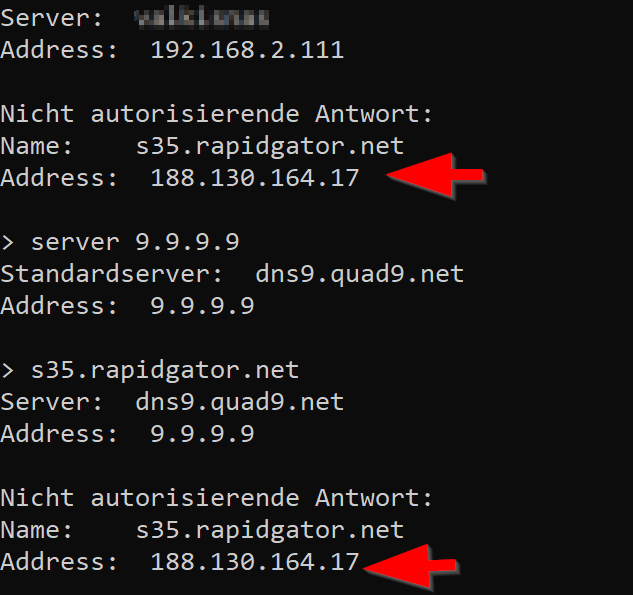 Server:
Address: 192.168.2.111
Nicht autorisierende Antwort:
Name: s35.rapidgator.net
Address: 188.130.164.17
> server 9.9.9.9
Standardserver: dns9.quad9.net
Address: 9.9.9.9
> s35.rapidgator.net
Server: dns9.quad9.net
Address: 9.9.9.9
Nicht autorisierende Antwort:
Name: s35.rapidgator.net
Address: 188.130.164.17